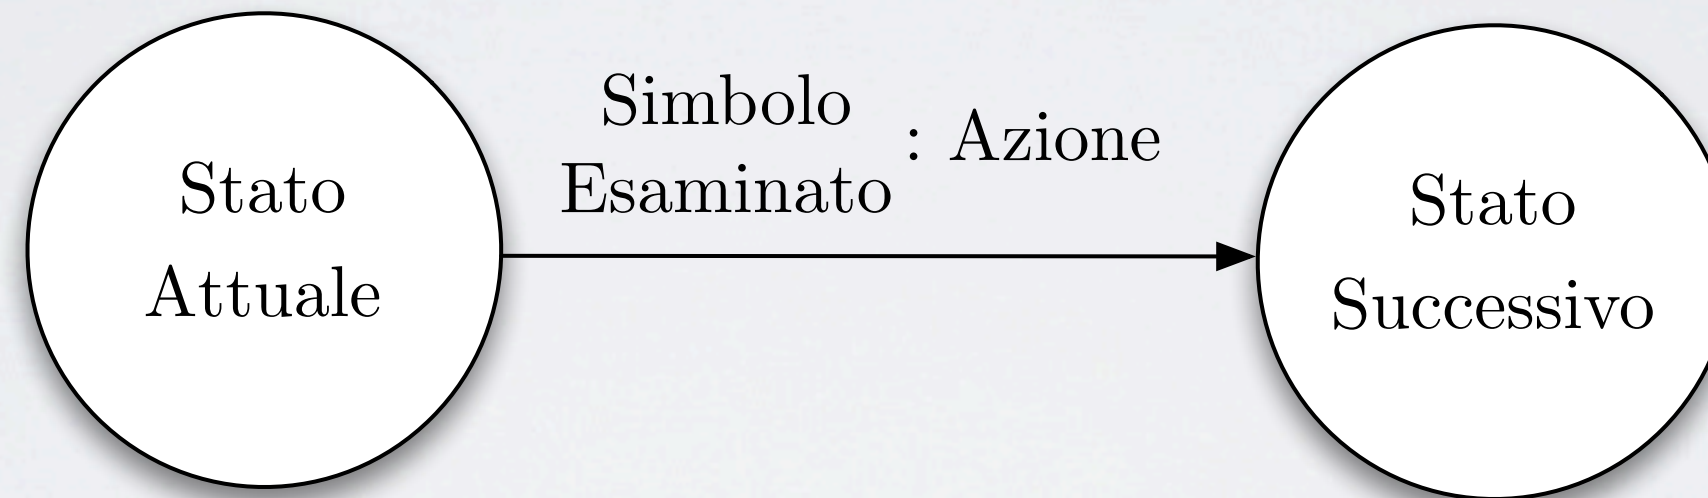 Stato
Attuale
Simbolo
Esaminato
: Azione
Stato
Successivo